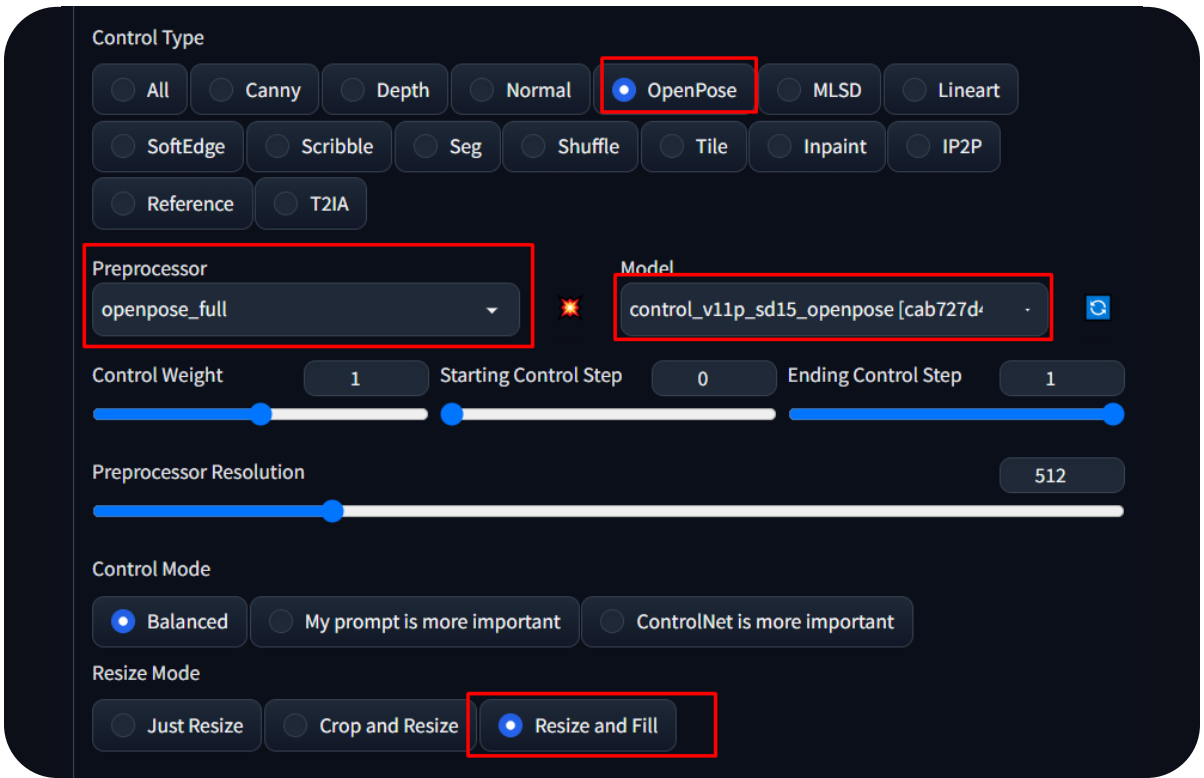 Control Type
All Canny Depth Normal OpenPose MLSD Lineart
SoftEdge Scribble Seg Shuffle Tile Inpaint IP2P
Reference T2IA
Preprocessor Model
openpose_full control_v11p_sd15_openpose [cab727d4
Control Weight 1 Starting Control Step 0 Ending Control Step 1
Preprocessor Resolution 512
Control Mode
Balanced My prompt is more important ControlNet is more important
Resize Mode
Just Resize Crop and Resize Resize and Fill